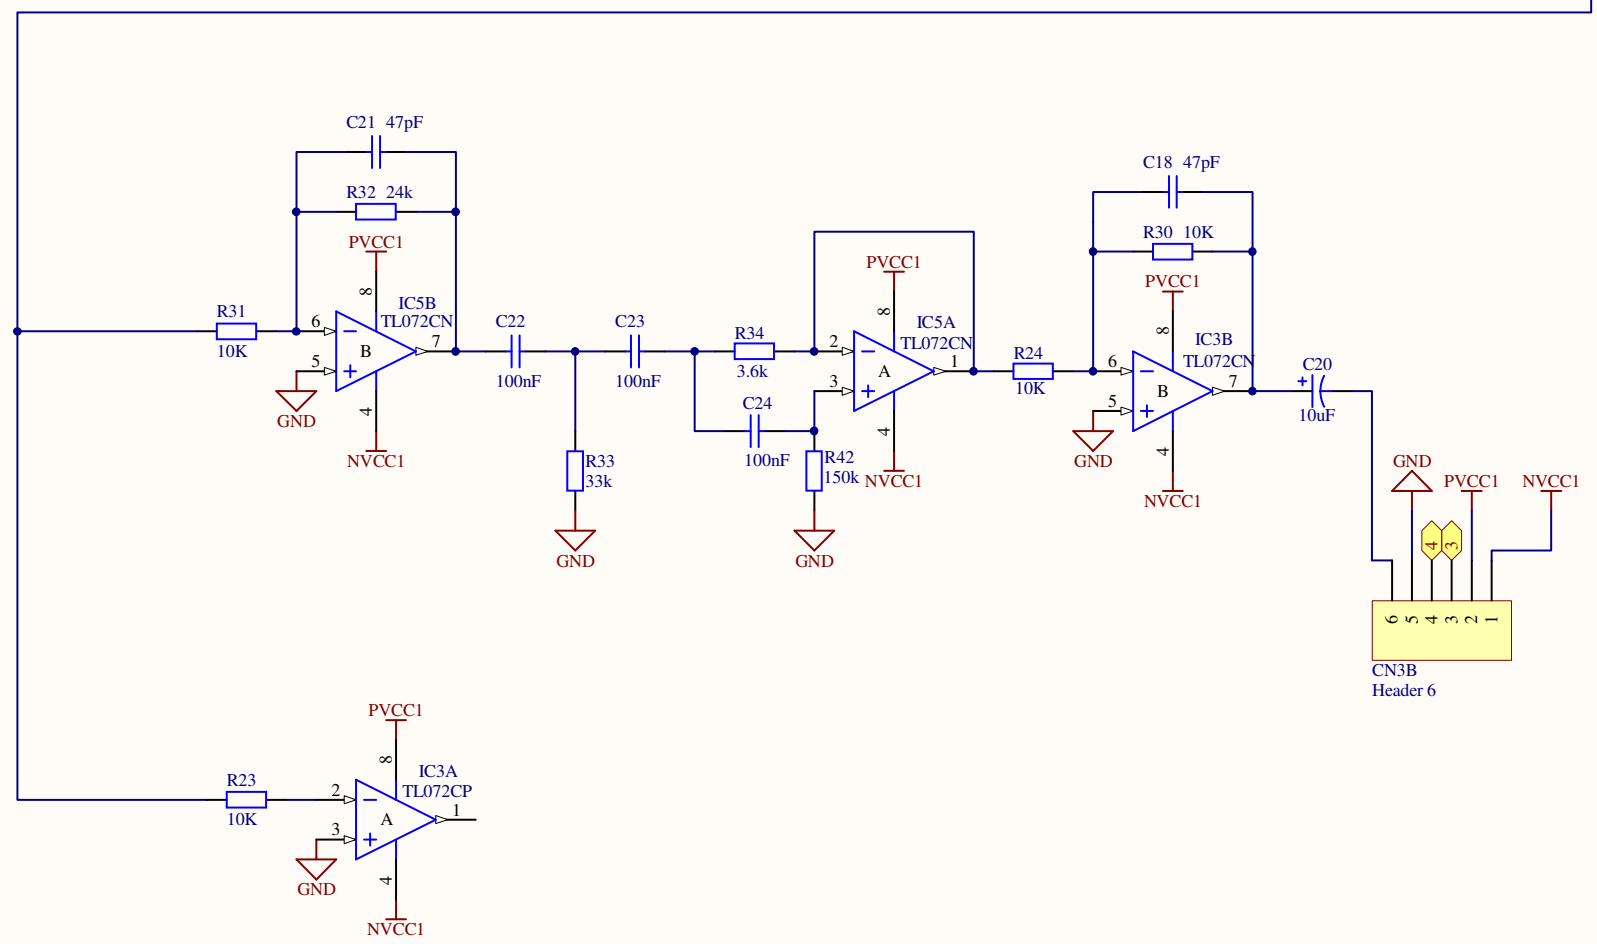 C21 47pF
R32 24k
PVCC1
8
IC5B
TL072CN
R31
10K
6
B
7
5
GND
4
NVCC1
C22
100nF
C23
100nF
R33
33k
GND
R34
3.6k
C24
100nF
R42
150k
GND
PVCC1
8
IC5A
TL072CN
2
A
1
3
4
NVCC1
R24
10K
C18 47pF
R30 10K
PVCC1
8
IC3B
TL072CN
6
B
7
5
GND
4
NVCC1
C20
+
10uF
GND
PVCC1
NVCC1
4
3
6
5
4
3
2
1
CN3B
Header 6
PVCC1
8
IC3A
TL072CP
R23
10K
2
A
1
3
GND
4
NVCC1